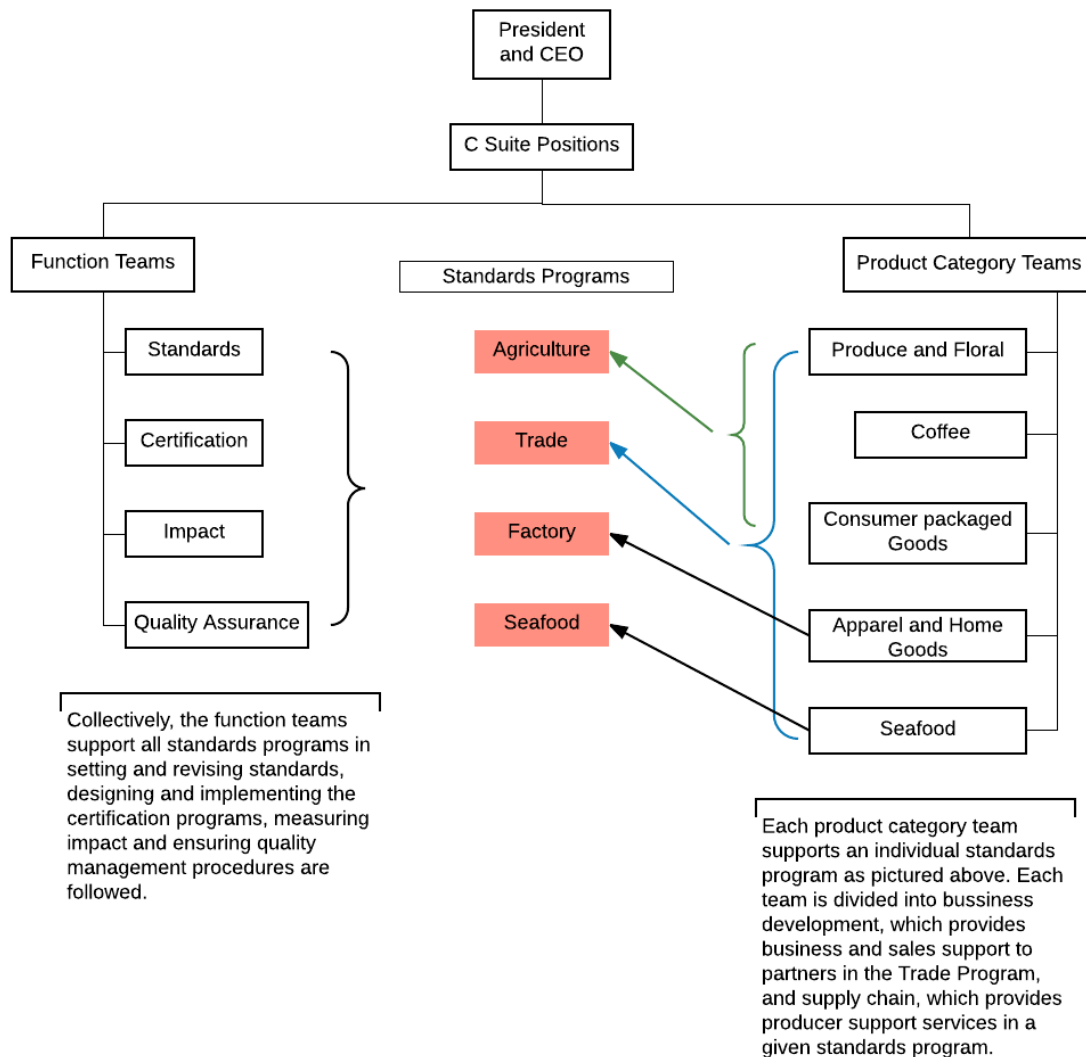 President
and CEO
C Suite Positions
Function Teams
Standards Programs
Product Category Teams
Standards
Agriculture
Produce and Floral
Certification
Trade
Coffee
Impact
Factory
Consumer packaged
Goods
Quality Assurance
Seafood
Apparel and Home
Goods
Seafood
Collectively, the function teams
support all standards programs in
setting and revising standards,
designing and implementing the
certification programs, measuring
impact and ensuring quality
management procedures are
followed.
Each product category team
supports an individual standards
program as pictured above. Each
team is divided into bussiness
development, which provides
business and sales support to
partners in the Trade Program,
and supply chain, which provides
producer support services in a
given standards program.